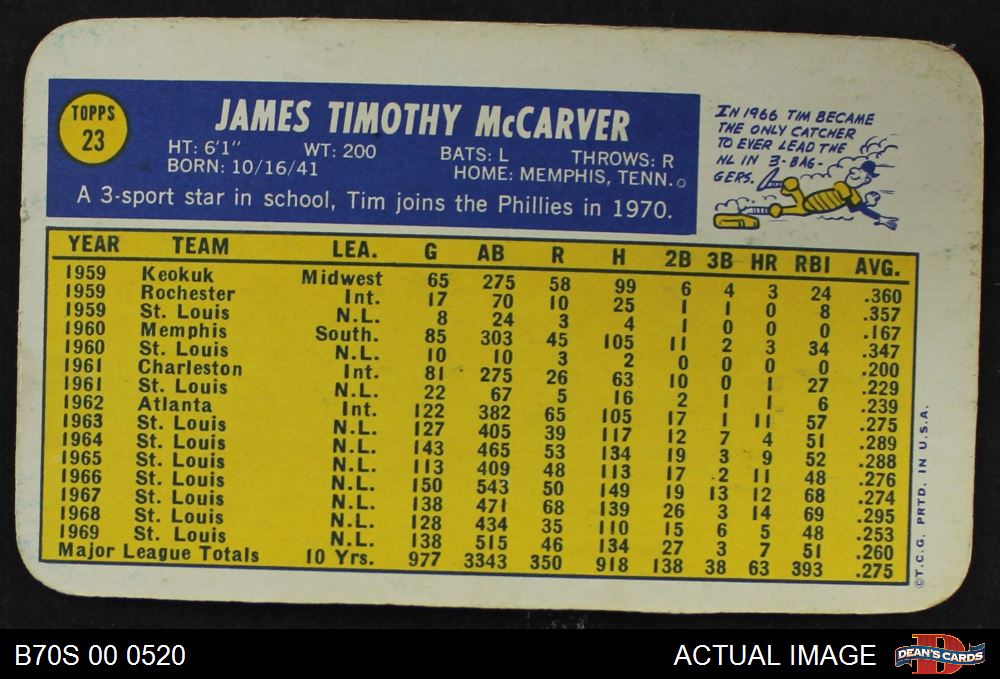 TOPPS
23
JAMES TIMOTHY McCARVER
HT: 6'1" WT: 200 BATS: L THROWS: R
BORN: 10/16/41 HOME: MEMPHIS, TENN.
A 3-sport star in school, Tim joins the Phillies in 1970.
IN 1966 TIM BECAME
THE ONLY CATCHER
TO EVER LEAD THE
NL IN 3-BAG-
GERS.
YEAR TEAM LEA. G AB R H 2B 3B HR RBI AVG.
1959 Keokuk Midwest 65 275 58 99 6 4 3 24 .360
1959 Rochester Int. 17 70 10 25 1 1 0 8 .357
1959 St. Louis N.L. 8 24 3 4 1 0 0 0 .167
1960 Memphis South. 85 303 45 105 11 2 3 34 .347
1960 St. Louis N.L. 10 10 3 2 0 0 0 0 .200
1961 Charleston Int. 81 275 26 63 10 0 1 27 .229
1961 St. Louis N.L. 22 67 5 16 2 1 1 6 .239
1962 Atlanta Int. 122 382 65 105 17 1 11 57 .275
1963 St. Louis N.L. 127 405 39 117 12 7 4 51 .289
1964 St. Louis N.L. 143 465 53 134 19 3 9 52 .288
1965 St. Louis N.L. 113 409 48 113 17 2 11 48 .276
1966 St. Louis N.L. 150 543 50 149 19 13 12 68 .274
1967 St. Louis N.L. 138 471 68 139 26 3 14 69 .295
1968 St. Louis N.L. 128 434 35 110 15 6 5 48 .253
1969 St. Louis N.L. 138 515 46 134 27 3 7 51 .260
Major League Totals 10 Yrs. 977 3343 350 918 138 38 63 393 .275
©T.C.G. PRTD. IN U.S.A.
B70S 00 0520
ACTUAL IMAGE
DEAN'S CARDS